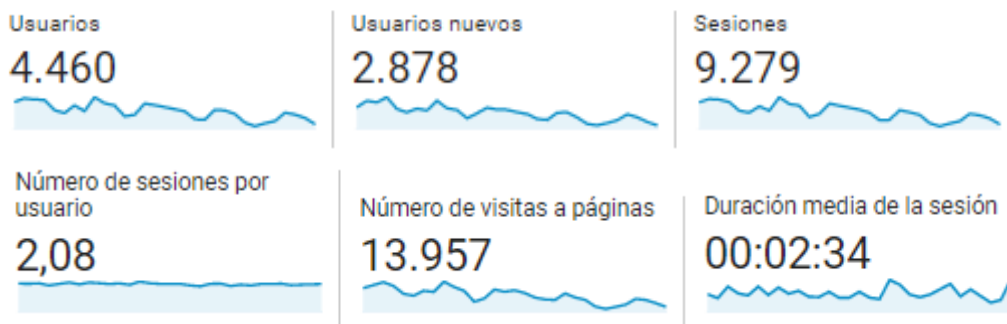 Usuarios
4.460
Usuarios nuevos
2.878
Sesiones
9.279
Número de sesiones por
usuario
2,08
Número de visitas a páginas
13.957
Duración media de la sesión
00:02:34